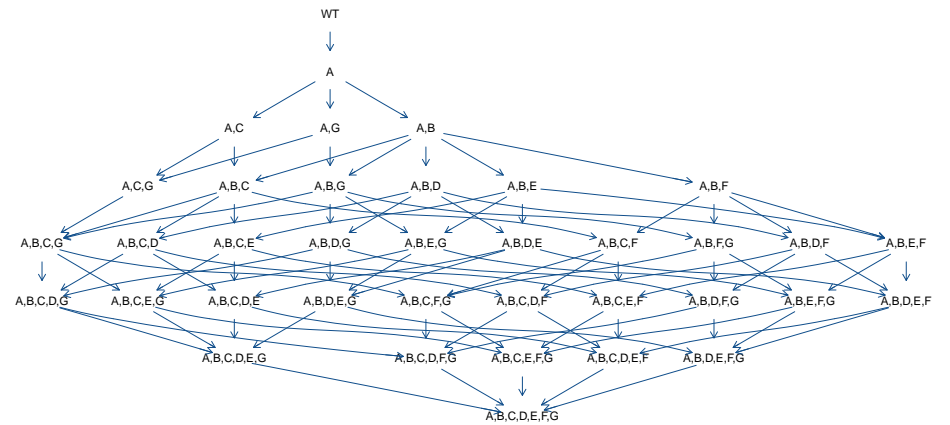 WT
A
A,C A,G A,B
A,C,G A,B,C A,B,G A,B,D A,B,E A,B,F
A,B,C,G A,B,C,D A,B,C,E A,B,D,G A,B,E,G A,B,D,E A,B,C,F A,B,F,G A,B,D,F A,B,E,F
A,B,C,D,G A,B,C,E,G A,B,C,D,E A,B,D,E,G A,B,C,F,G A,B,C,D,F A,B,C,E,F A,B,D,F,G A,B,E,F,G A,B,D,E,F
A,B,C,D,E,G A,B,C,D,F,G A,B,C,E,F,G A,B,C,D,E,F A,B,D,E,F,G
A,B,C,D,E,F,G